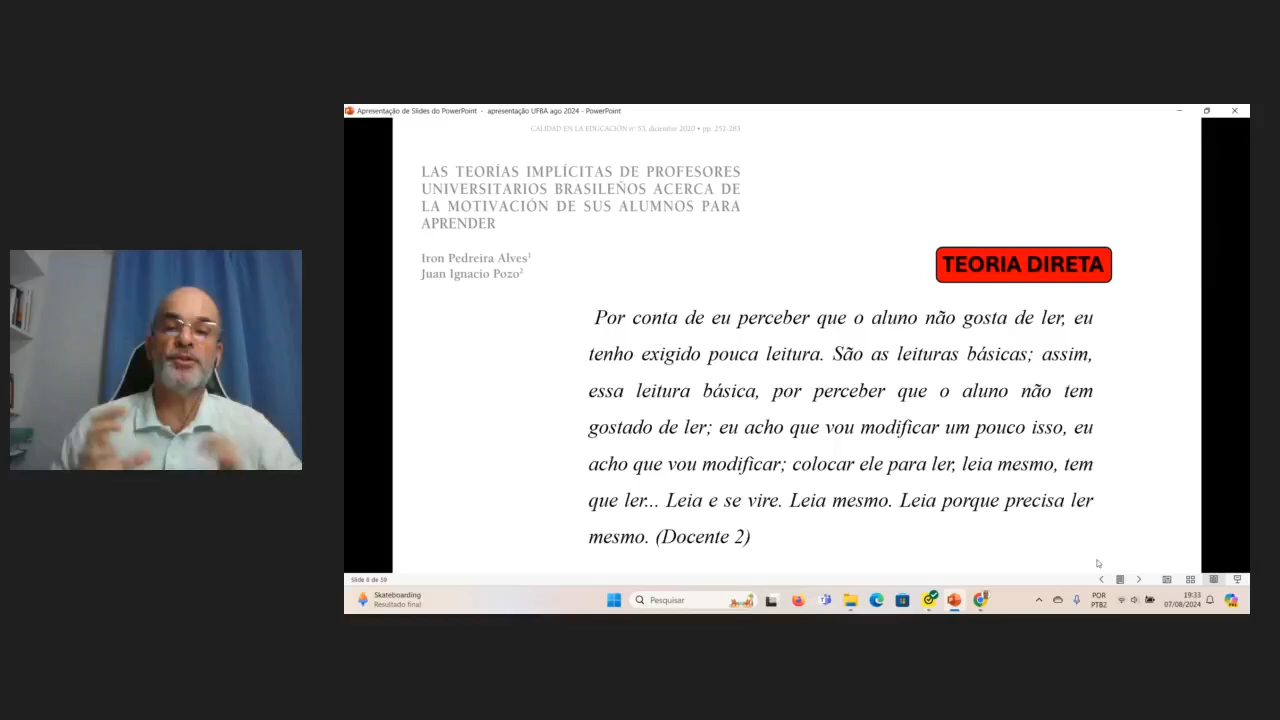 Apresentação de Slides do PowerPoint - apresentação UFBA ago 2024 - PowerPoint
CALIDAD EN LA EDUCACIÓN nº 53, diciembre 2020 • pp. 252-283
LAS TEORÍAS IMPLÍCITAS DE PROFESORES
UNIVERSITARIOS BRASILEÑOS ACERCA DE
LA MOTIVACIÓN DE SUS ALUMNOS PARA
APRENDER
Iron Pedreira Alves¹
Juan Ignacio Pozo²
TEORIA DIRETA
Por conta de eu perceber que o aluno não gosta de ler, eu
tenho exigido pouca leitura. São as leituras básicas; assim,
essa leitura básica, por perceber que o aluno não tem
gostado de ler; eu acho que vou modificar um pouco isso, eu
acho que vou modificar; colocar ele para ler, leia mesmo, tem
que ler... Leia e se vire. Leia mesmo. Leia porque precisa ler
mesmo. (Docente 2)
Skateboarding
Resultado final
Pesquisar
POR
PTB2
19:33
07/08/2024